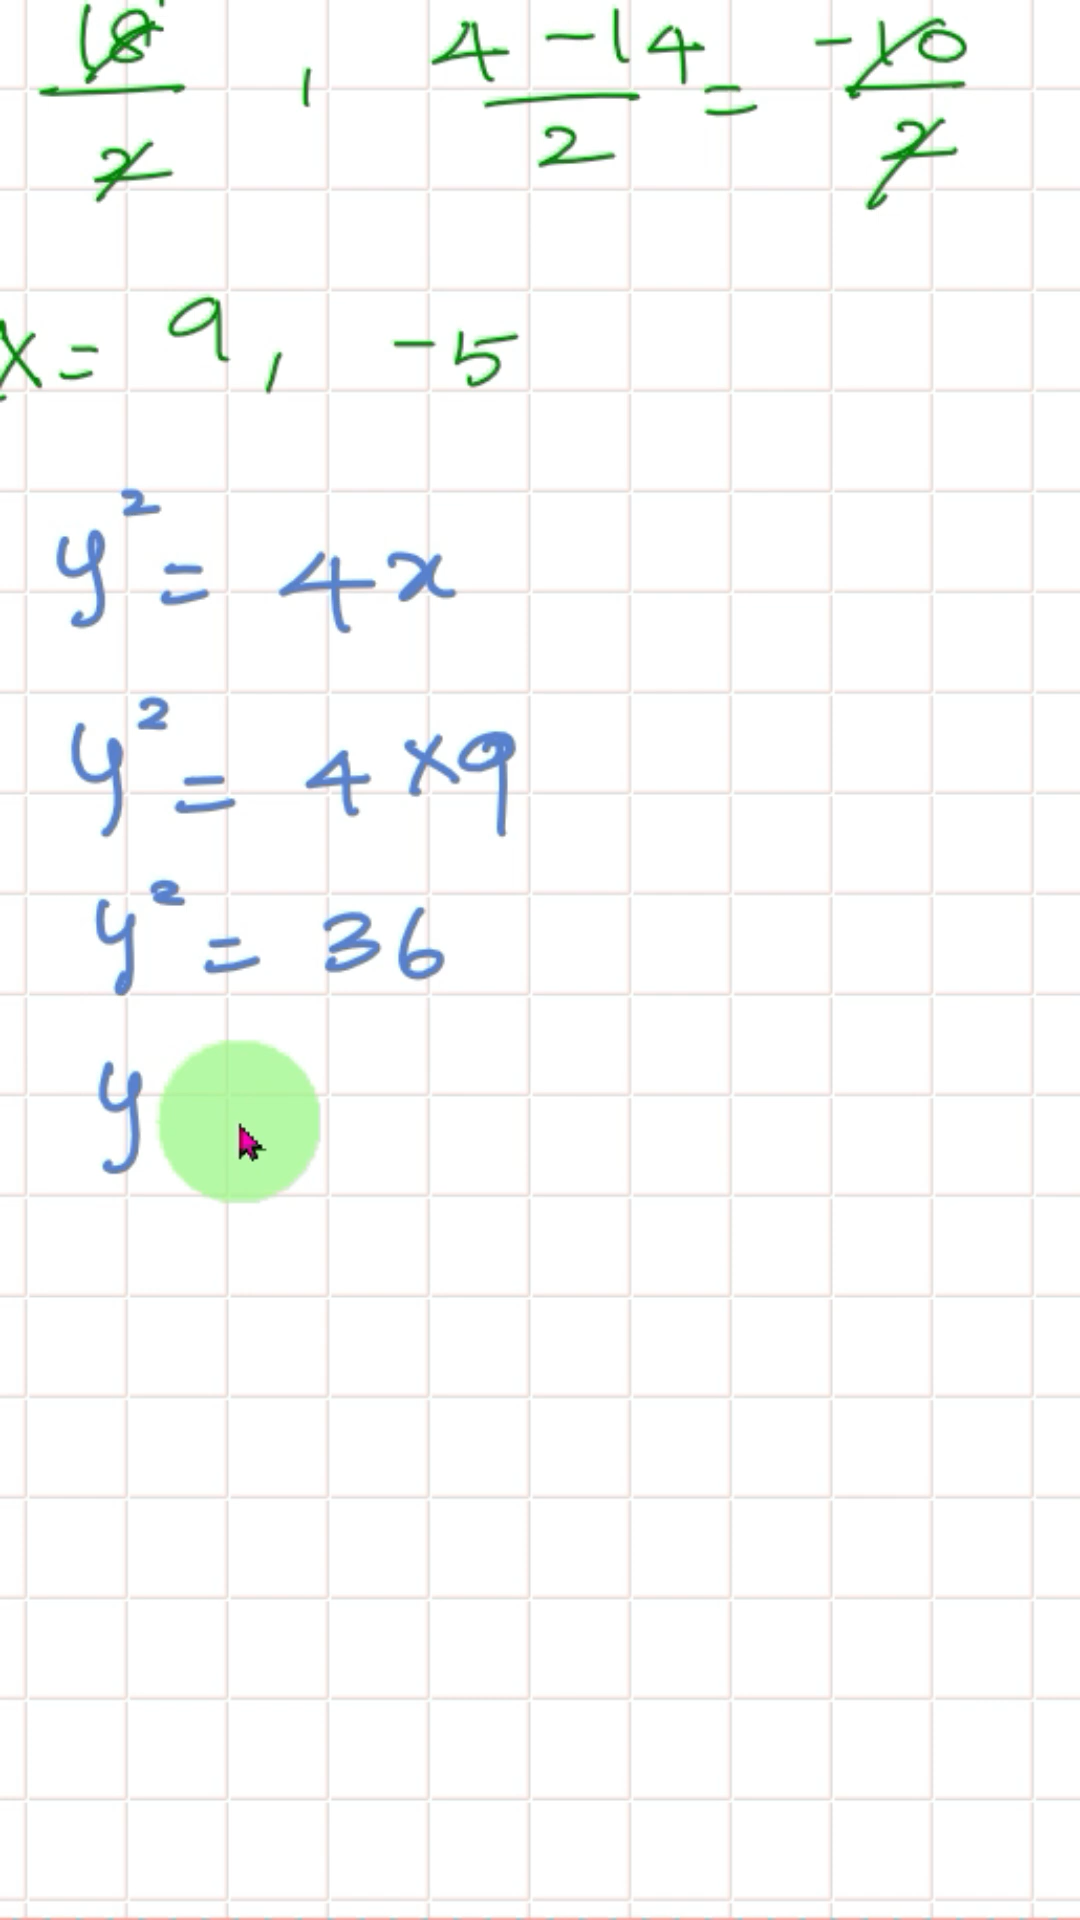 18/2 , 4-14/2 = -10/2
x = 9, -5
y² = 4x
y² = 4×9
y² = 36
y